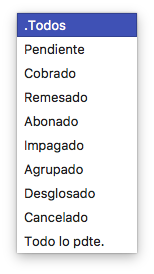 .Todos
Pendiente
Cobrado
Remesado
Abonado
Impagado
Agrupado
Desglosado
Cancelado
Todo lo pdte.